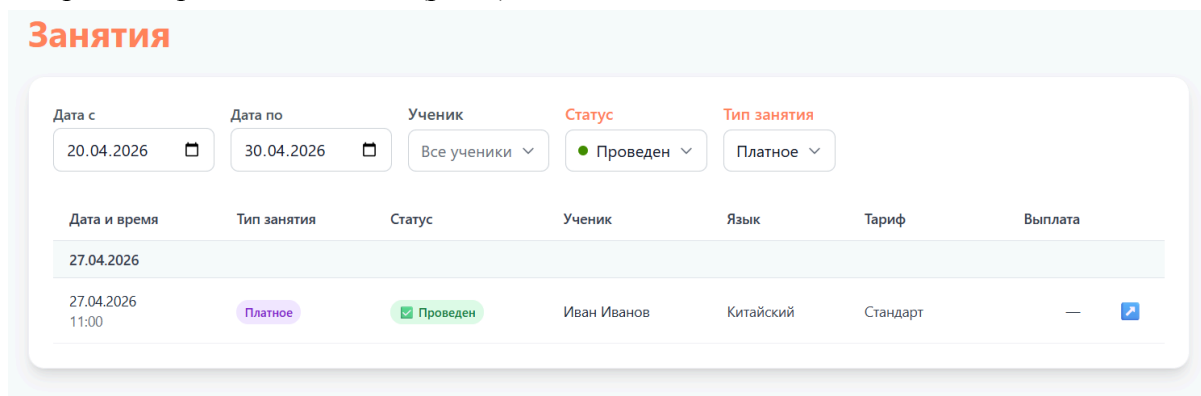 Занятия
Дата с Дата по Ученик Статус Тип занятия
20.04.2026 30.04.2026 Все ученики Проведен Платное
Дата и время Тип занятия Статус Ученик Язык Тариф Выплата
27.04.2026
27.04.2026
11:00 Платное Проведен Иван Иванов Китайский Стандарт —